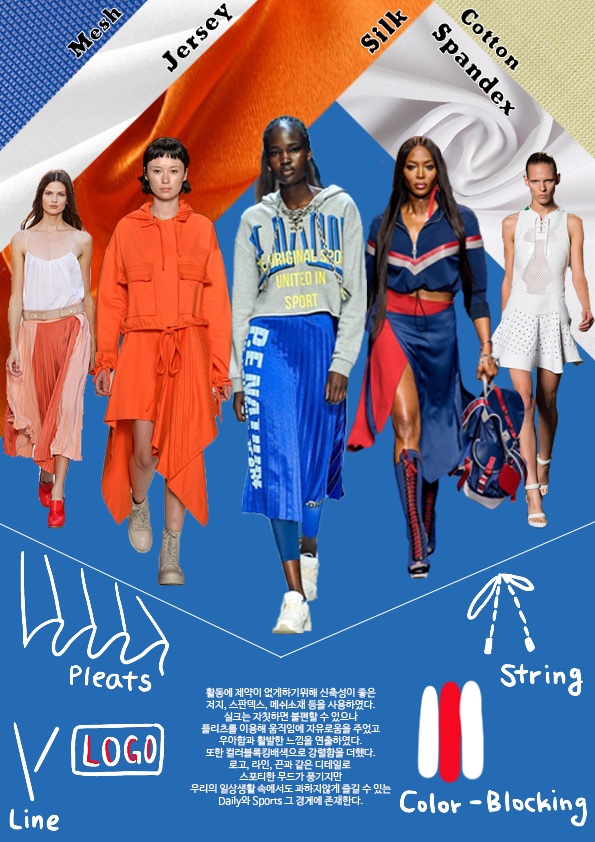 Mesh
Jersey
Silk
Cotton
Spandex
E ORIGINAL SPO
UNITED IN
SPORT
Pleats
String
LOGO
Line
Color-Blocking
활동에 제약이 없게하기위해 신축성이 좋은
저지, 스판덱스, 메쉬소재 등을 사용하였다.
실크는 자칫하면 불편할 수 있으나
플리츠를 이용해 움직임에 자유로움을 주었고
우아함과 활발한 느낌을 연출하였다.
또한 컬러블록킹배색으로 강렬함을 더했다.
로고, 라인, 끈과 같은 디테일로
스포티한 무드가 풍기지만
우리의 일상생활 속에서도 과하지않게 즐길 수 있는
Daily와 Sports 그 경계에 존재한다.